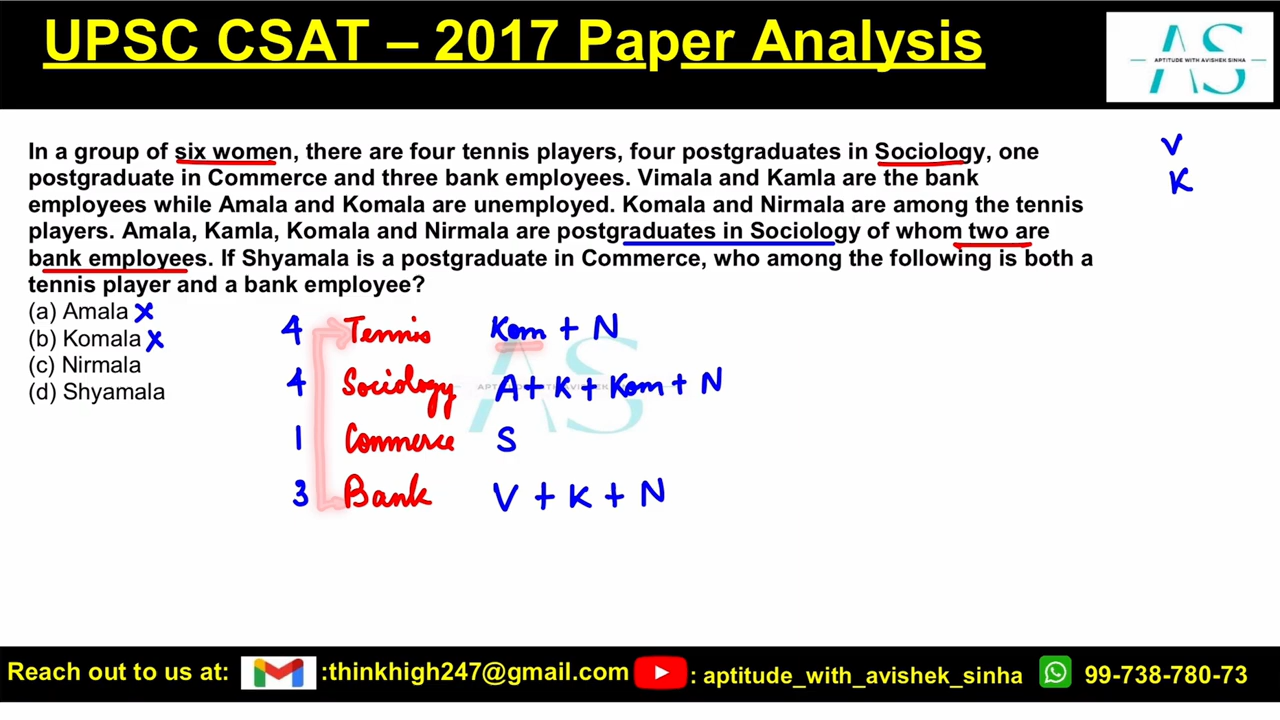 UPSC CSAT – 2017 Paper Analysis
AS
APTITUDE WITH AVISHEK SINHA
In a group of six women, there are four tennis players, four postgraduates in Sociology, one
postgraduate in Commerce and three bank employees. Vimala and Kamla are the bank
employees while Amala and Komala are unemployed. Komala and Nirmala are among the tennis
players. Amala, Kamla, Komala and Nirmala are postgraduates in Sociology of whom two are
bank employees. If Shyamala is a postgraduate in Commerce, who among the following is both a
tennis player and a bank employee?
V
K
(a) Amala x
(b) Komala x
(c) Nirmala
(d) Shyamala
4 Tennis Kom + N
4 Sociology A + K + Kom + N
1 Commerce S
3 Bank V + K + N
Reach out to us at: :thinkhigh247@gmail.com : aptitude_with_avishek_sinha 99-738-780-73